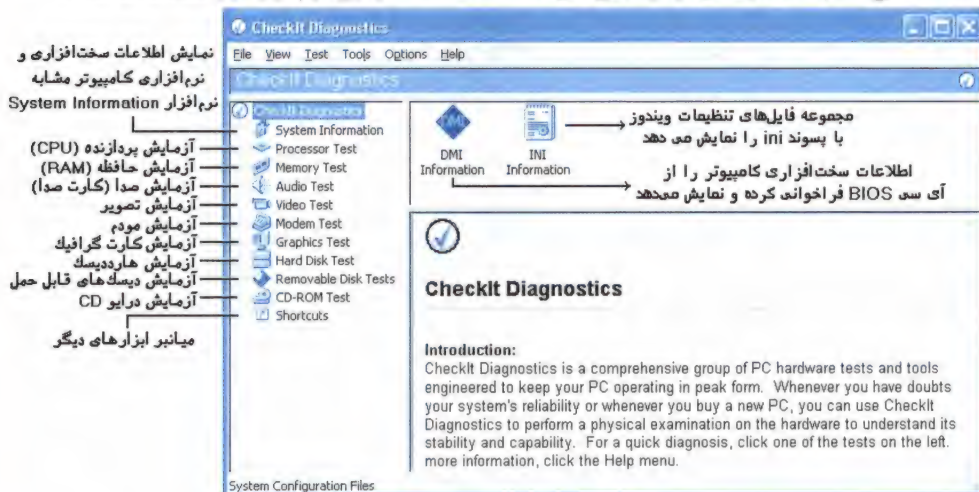 CheckIt Diagnostics
File View Test Tools Options Help
CheckIt Diagnostics
نمایش اطلاعات سخت‌افزاری و
نرم‌افزاری کامپیوتر مشابه
نرم‌افزار System Information
آزمایش پردازنده (CPU)
آزمایش حافظه (RAM)
آزمایش صدا (کارت صدا)
آزمایش تصویر
آزمایش مودم
آزمایش کارت گرافیک
آزمایش هارددیسک
آزمایش دیسک‌های قابل حمل
آزمایش درایو CD
میانبر ابزارهای دیگر
CheckIt Diagnostics
System Information
Processor Test
Memory Test
Audio Test
Video Test
Modem Test
Graphics Test
Hard Disk Test
Removable Disk Tests
CD-ROM Test
Shortcuts
DMI
DMI
Information
INI
Information
مجموعه فایل‌های تنظیمات ویندوز
با پسوند ini را نمایش می دهد
اطلاعات سخت‌افزاری کامپیوتر را از
آی سی BIOS فراخوانی کرده و نمایش می‌دهد
CheckIt Diagnostics
Introduction:
CheckIt Diagnostics is a comprehensive group of PC hardware tests and tools
engineered to keep your PC operating in peak form. Whenever you have doubts
your system's reliability or whenever you buy a new PC, you can use CheckIt
Diagnostics to perform a physical examination on the hardware to understand its
stability and capability. For a quick diagnosis, click one of the tests on the left.
more information, click the Help menu.
System Configuration Files